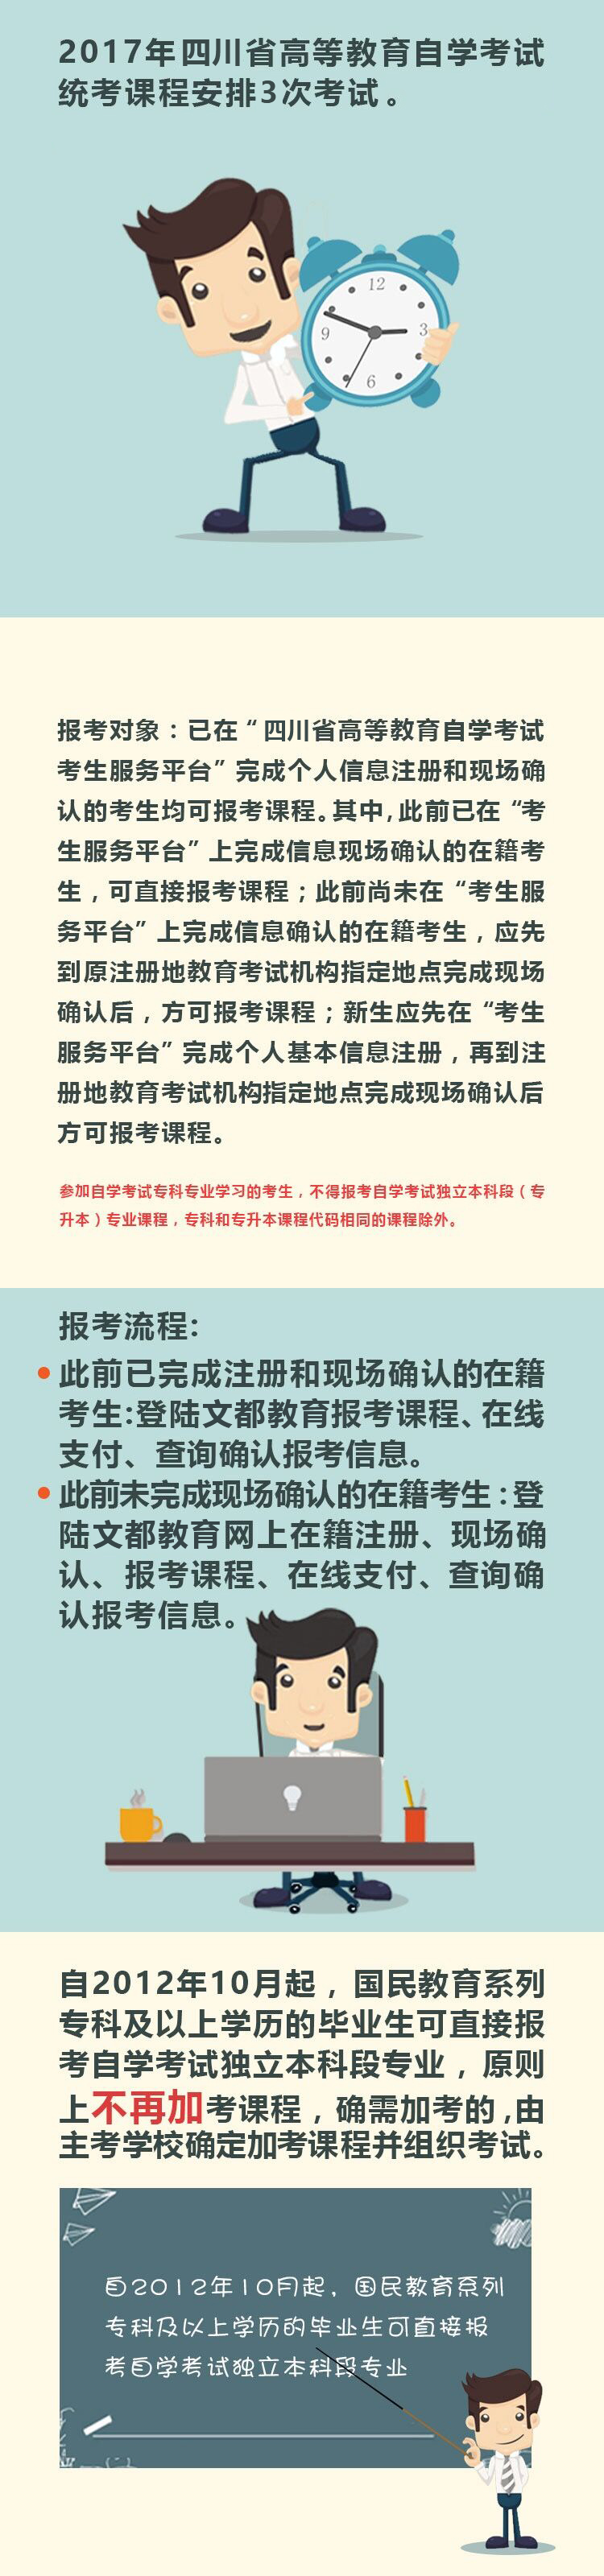 2017年四川省高等教育自学考试
统考课程安排3次考试。
12
3
6
9
报考对象：已在“四川省高等教育自学考试
考生服务平台”完成个人信息注册和现场确
认的考生均可报考课程。其中,此前已在“考
生服务平台”上完成信息现场确认的在籍考
生，可直接报考课程；此前尚未在“考生服
务平台”上完成信息确认的在籍考生，应先
到原注册地教育考试机构指定地点完成现场
确认后，方可报考课程；新生应先在“考生
服务平台”完成个人基本信息注册，再到注
册地教育考试机构指定地点完成现场确认后
方可报考课程。
参加自学考试专科专业学习的考生，不得报考自学考试独立本科段（专
升本）专业课程，专科和专升本课程代码相同的课程除外。
报考流程:
此前已完成注册和现场确认的在籍
考生:登陆文都教育报考课程、在线
支付、查询确认报考信息。
此前未完成现场确认的在籍考生:登
陆文都教育网上在籍注册、现场确
认、报考课程、在线支付、查询确
认报考信息。
自2012年10月起，国民教育系列
专科及以上学历的毕业生可直接报
考自学考试独立本科段专业，原则
上不再加考课程，确需加考的,由
主考学校确定加考课程并组织考试。
自2012年10月起，国民教育系列
专科及以上学历的毕业生可直接报
考自学考试独立本科段专业